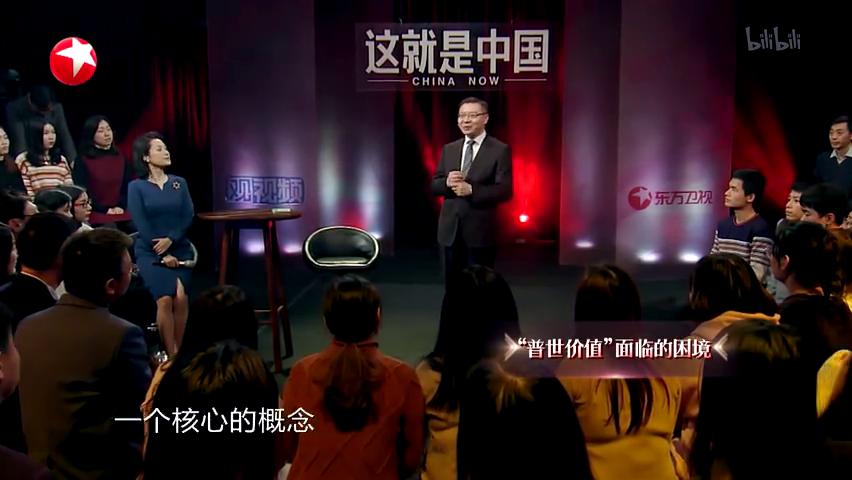 bilibili
这就是中国
CHINA NOW
观视频
东方卫视
“普世价值”面临的困境
一个核心的概念